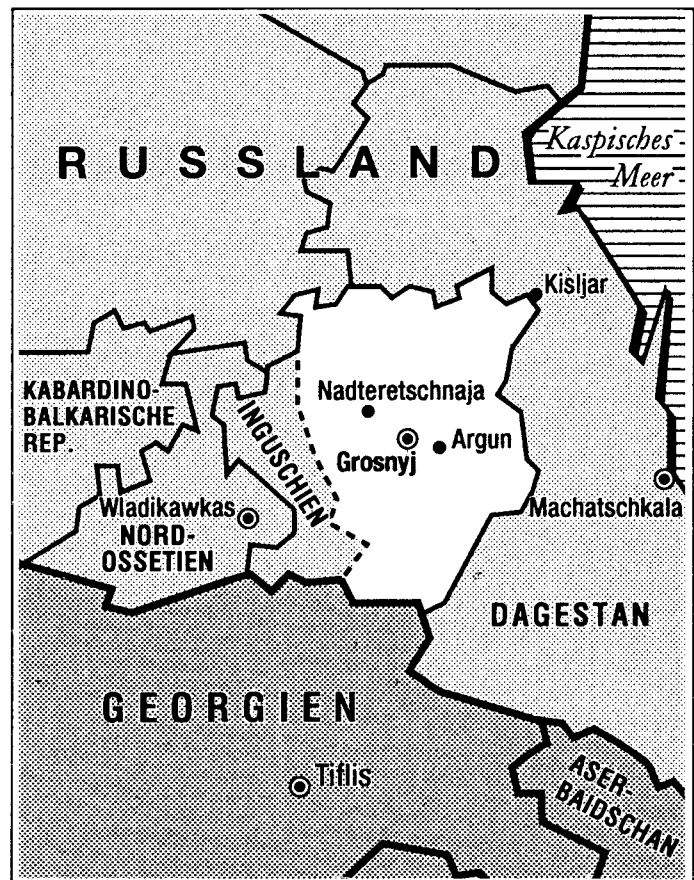 RUSSLAND
Kaspisches
Meer
Kisljar
KABARDINO-
BALKARISCHE
REP.
INGUSCHIEN
Nadteretschnaja
Grosnyj
Argun
Machatschkala
Wladikawkas
NORD-
OSSETIEN
DAGESTAN
GEORGIEN
Tiflis
ASER-
BAIDSCHAN